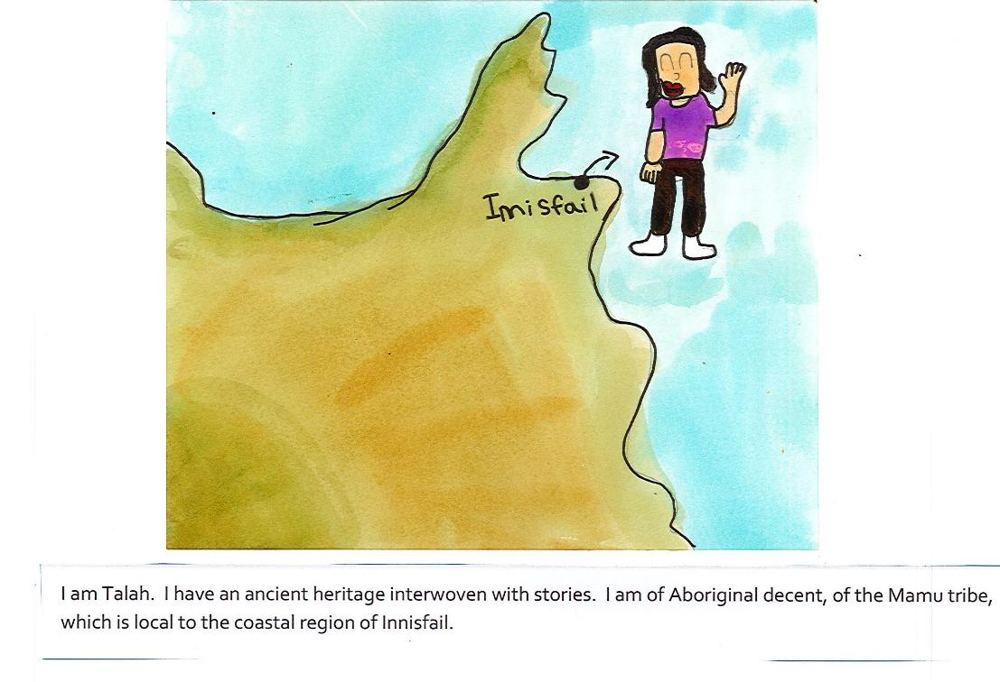 Innisfail
I am Talah.  I have an ancient heritage interwoven with stories.  I am of Aboriginal decent, of the Mamu tribe,
which is local to the coastal region of Innisfail.